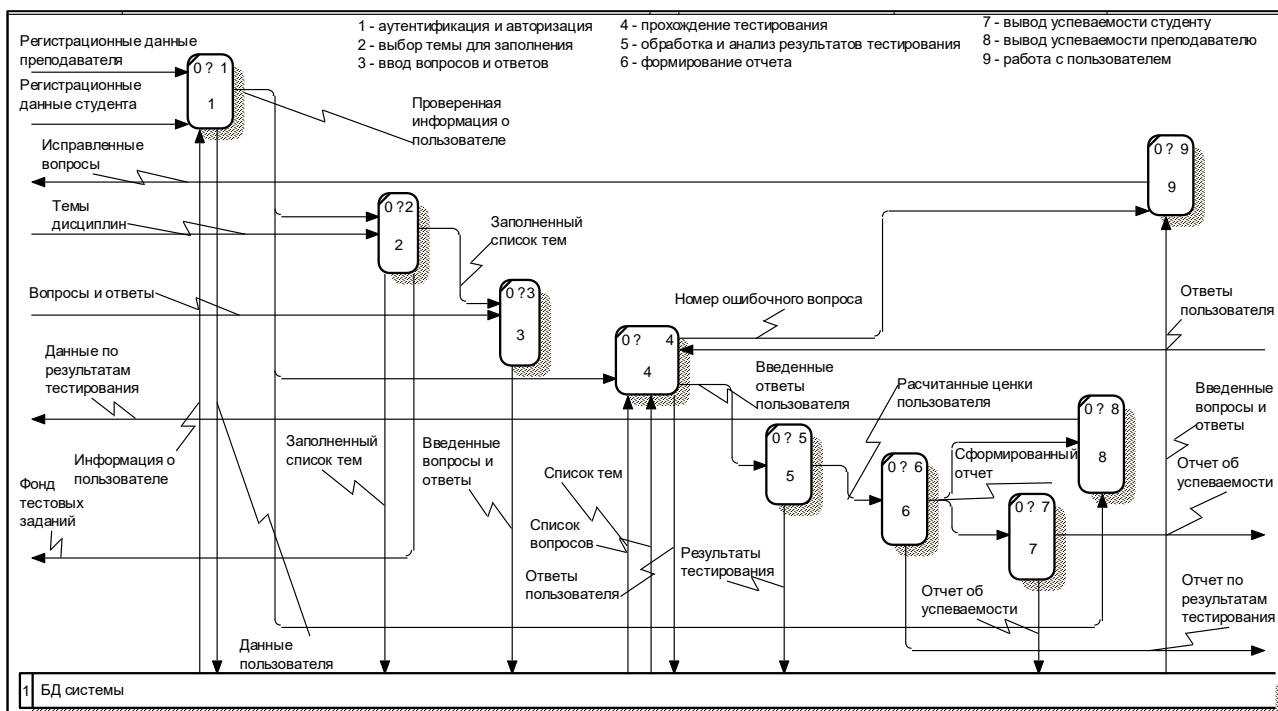 1 - аутентификация и авторизация
2 - выбор темы для заполнения
3 - ввод вопросов и ответов
4 - прохождение тестирования
5 - обработка и анализ результатов тестирования
6 - формирование отчета
7 - вывод успеваемости студенту
8 - вывод успеваемости преподавателю
9 - работа с пользователем
Регистрационные данные
преподавателя
Регистрационные
данные студента
0 ? 1
1
Проверенная
информация о
пользователе
Исправленные
вопросы
0 ? 9
9
Темы
дисциплин
0 ?2
2
Заполненный
список тем
Вопросы и ответы
0 ?3
3
Номер ошибочного вопроса
Ответы
пользователя
0 ? 4
4
Данные по
результатам
тестирования
Введенные
ответы
пользователя
Расчитанные ценки
пользователя
Введенные
вопросы и
ответы
0 ? 8
8
0 ? 5
5
Информация о
пользователе
Заполненный
список тем
Введенные
вопросы и
ответы
Список тем
0 ? 6
6
Сформированный
отчет
Отчет об
успеваемости
Фонд
тестовых
заданий
0 ? 7
7
Список
вопросов
Ответы
пользователя
Результаты
тестирования
Отчет об
успеваемости
Отчет по
результатам
тестирования
Данные
пользователя
1 БД системы